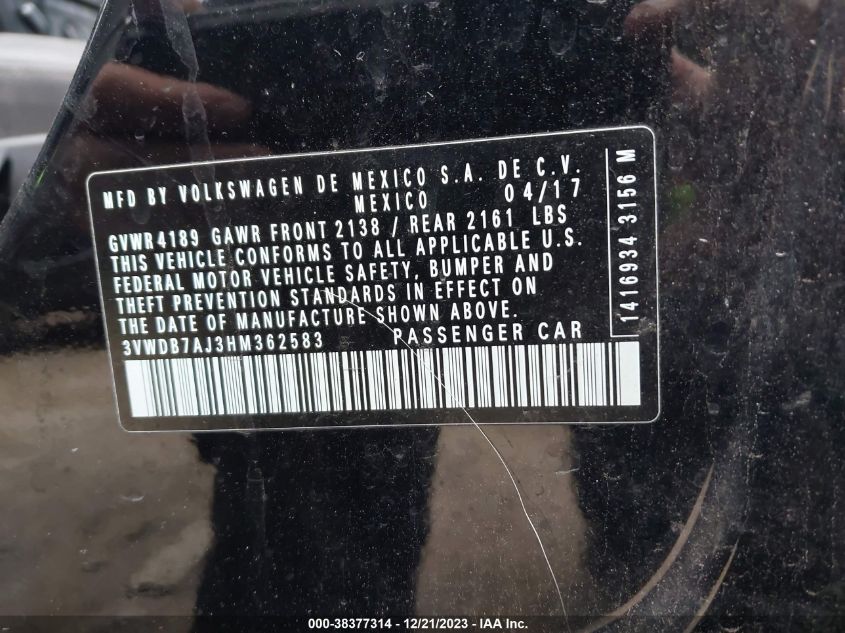 MFD BY VOLKSWAGEN DE MEXICO S.A. DE C.V.
MEXICO 04/17
GVWR4189 GAWR FRONT 2138 / REAR 2161 LBS
THIS VEHICLE CONFORMS TO ALL APPLICABLE U.S.
FEDERAL MOTOR VEHICLE SAFETY, BUMPER AND
THEFT PREVENTION STANDARDS IN EFFECT ON
THE DATE OF MANUFACTURE SHOWN ABOVE.
3VWDB7AJ3HM362583 PASSENGER CAR
1416934 3156 M
000-38377314 - 12/21/2023 - IAA Inc.